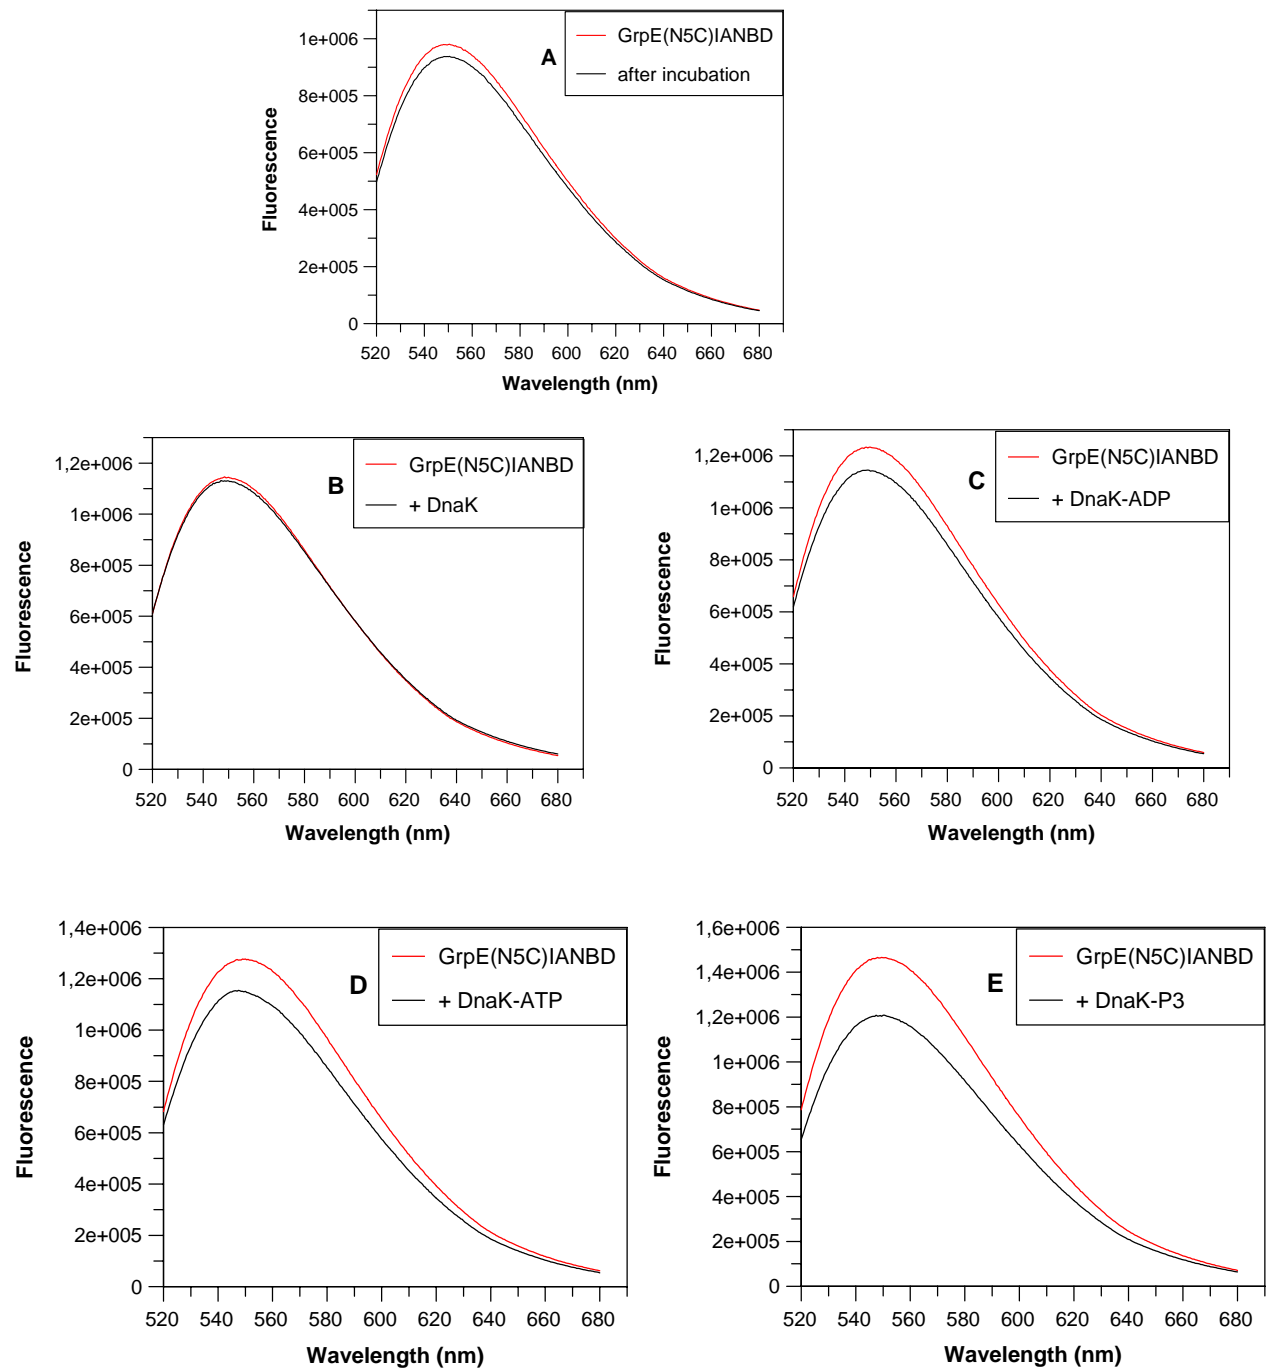 A
GrpE(N5C)IANBD
after incubation
Fluorescence
1e+006
8e+005
6e+005
4e+005
2e+005
0
520 540 560 580 600 620 640 660 680
Wavelength (nm)
B
GrpE(N5C)IANBD
+ DnaK
Fluorescence
1,2e+006
1e+006
8e+005
6e+005
4e+005
2e+005
0
520 540 560 580 600 620 640 660 680
Wavelength (nm)
C
GrpE(N5C)IANBD
+ DnaK-ADP
Fluorescence
1,2e+006
1e+006
8e+005
6e+005
4e+005
2e+005
0
520 540 560 580 600 620 640 660 680
Wavelength (nm)
D
GrpE(N5C)IANBD
+ DnaK-ATP
Fluorescence
1,4e+006
1,2e+006
1e+006
8e+005
6e+005
4e+005
2e+005
0
520 540 560 580 600 620 640 660 680
Wavelength (nm)
E
GrpE(N5C)IANBD
+ DnaK-P3
Fluorescence
1,6e+006
1,4e+006
1,2e+006
1e+006
8e+005
6e+005
4e+005
2e+005
0
520 540 560 580 600 620 640 660 680
Wavelength (nm)